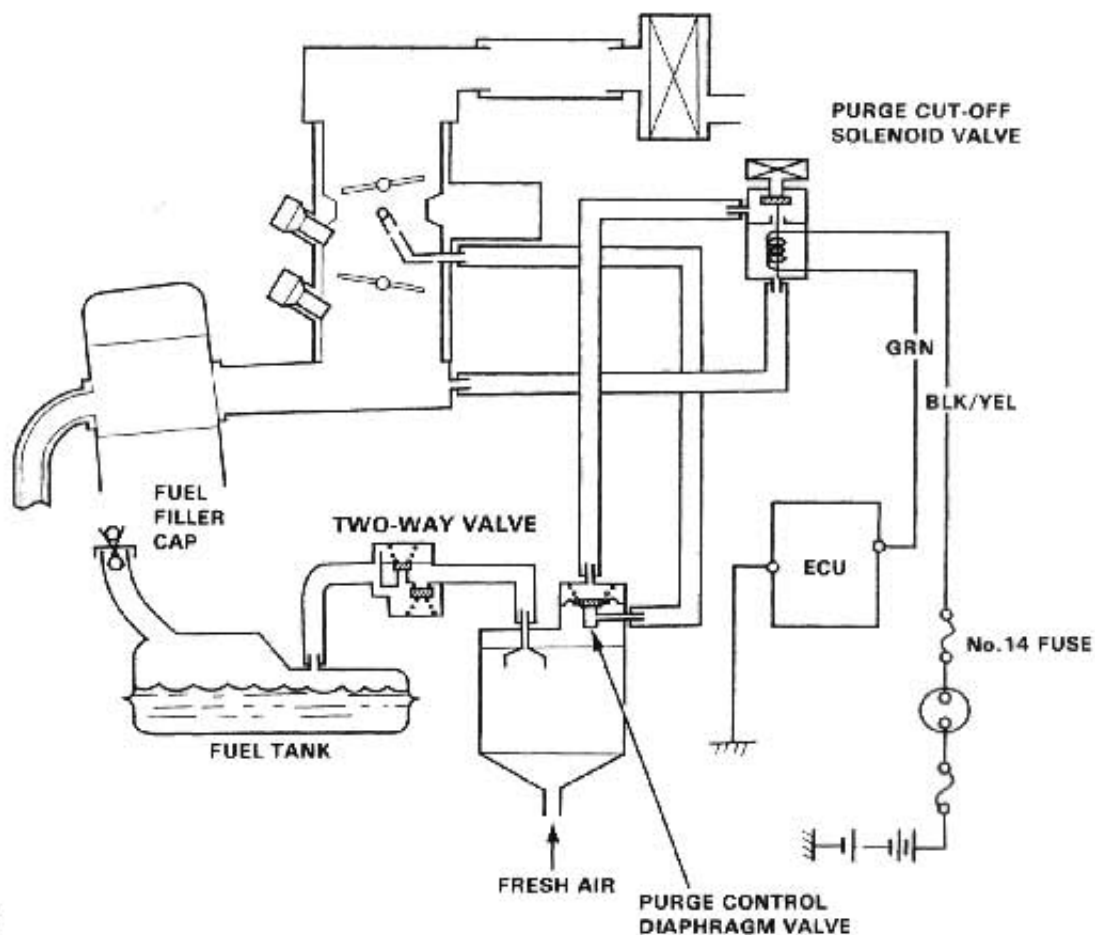 PURGE CUT-OFF
SOLENOID VALVE
GRN
BLK/YEL
FUEL
FILLER
CAP
TWO-WAY VALVE
ECU
No.14 FUSE
FUEL TANK
FRESH AIR
PURGE CONTROL
DIAPHRAGM VALVE